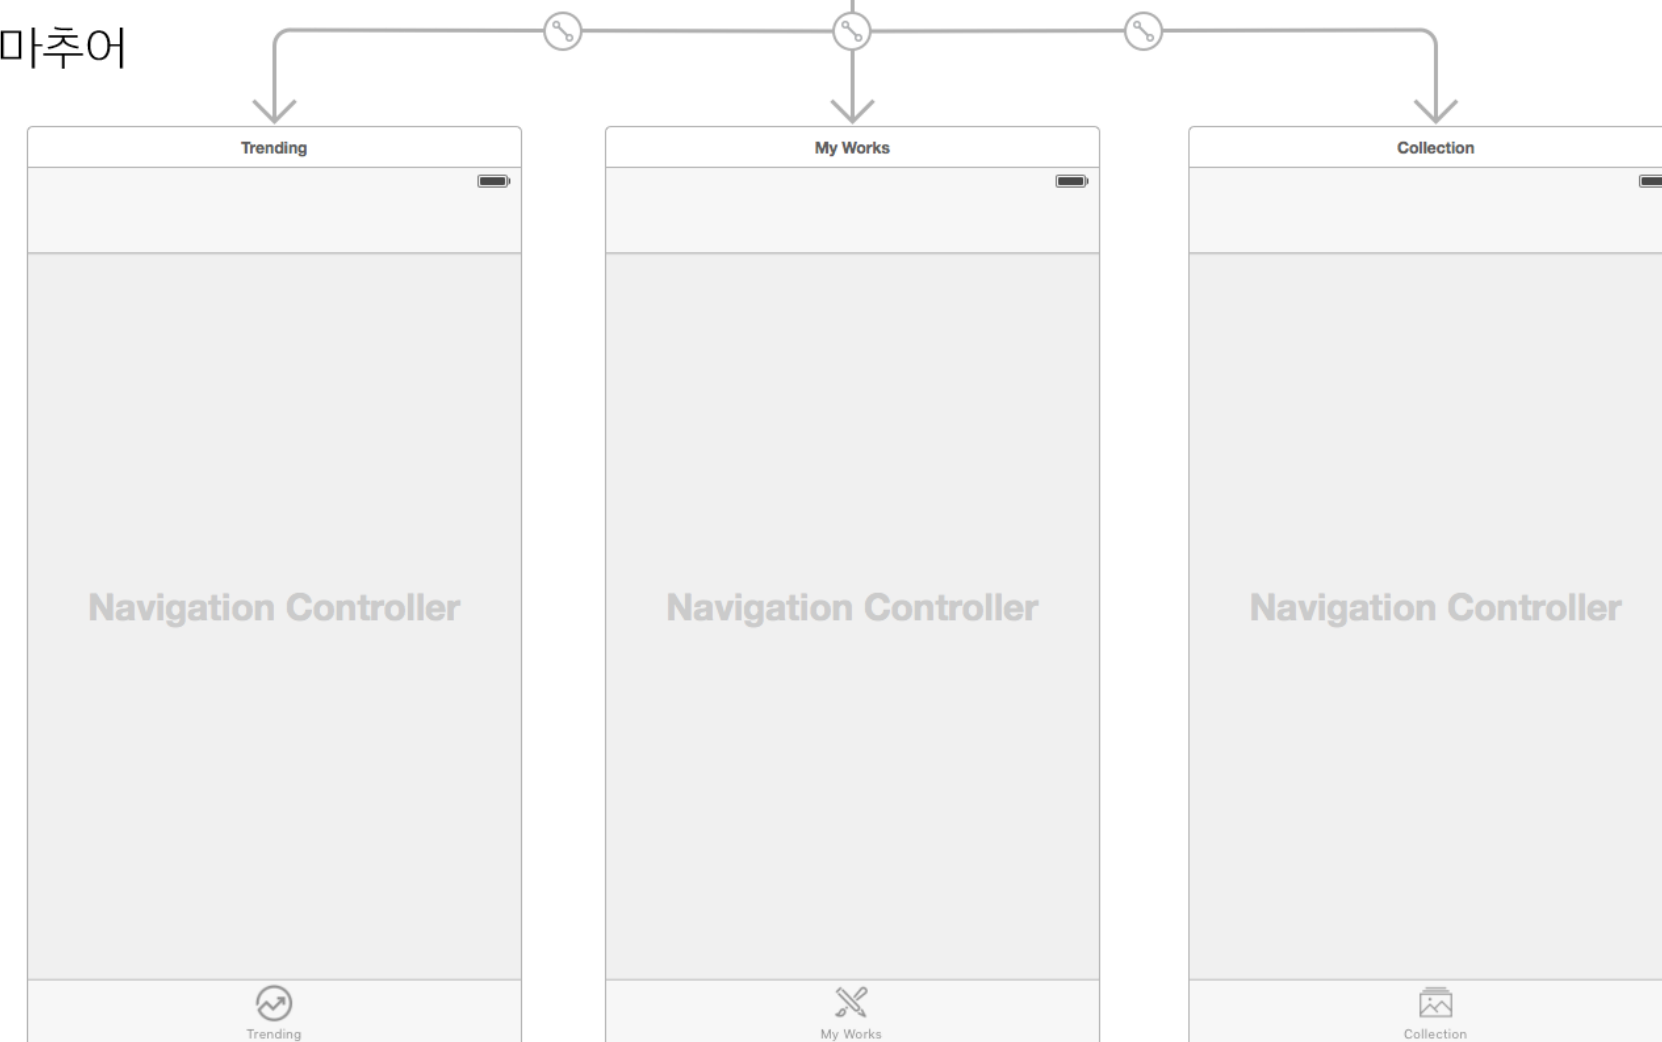 마추어
Trending
My Works
Collection
Navigation Controller
Navigation Controller
Navigation Controller
Trending
My Works
Collection